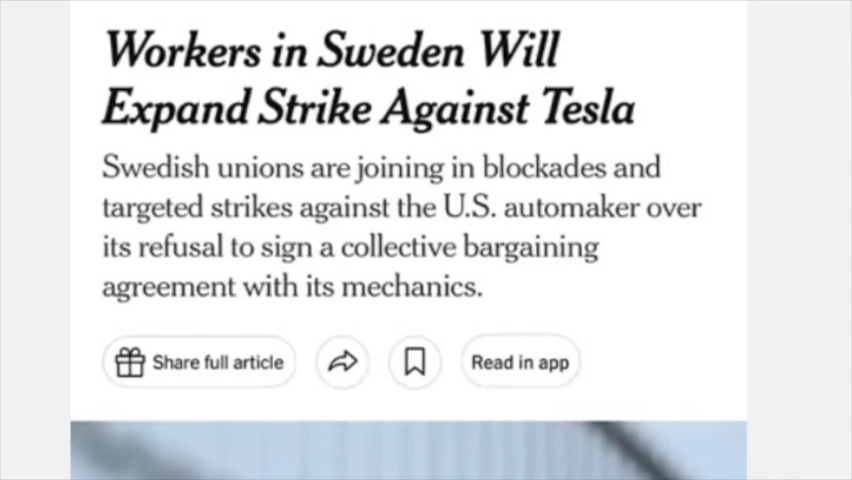 Workers in Sweden Will
Expand Strike Against Tesla
Swedish unions are joining in blockades and
targeted strikes against the U.S. automaker over
its refusal to sign a collective bargaining
agreement with its mechanics.
Share full article
Read in app